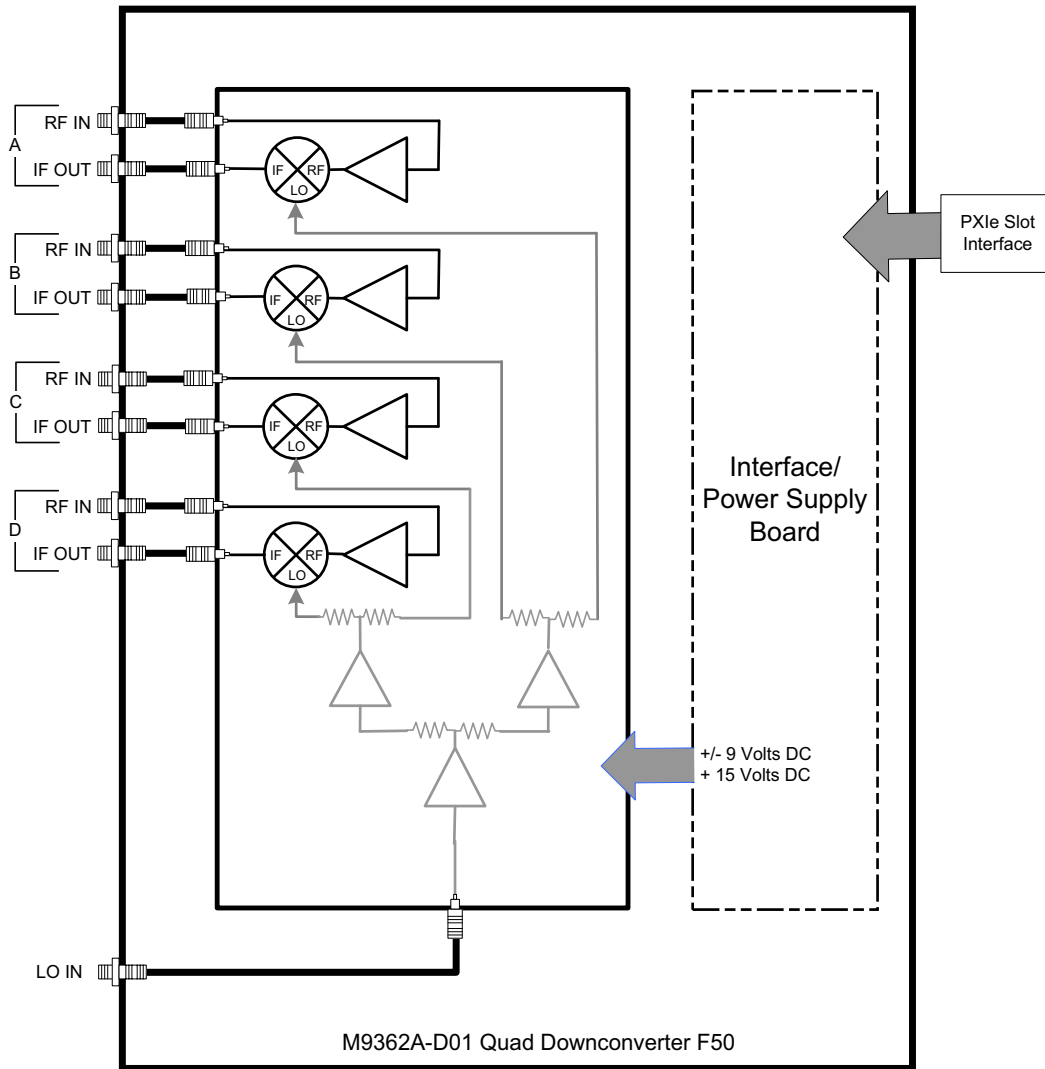 A
RF IN
IF OUT
IF
RF
LO
B
RF IN
IF OUT
IF
RF
LO
C
RF IN
IF OUT
IF
RF
LO
D
RF IN
IF OUT
IF
RF
LO
PXIe Slot
Interface
Interface/
Power Supply
Board
+/- 9 Volts DC
+ 15 Volts DC
LO IN
M9362A-D01 Quad Downconverter F50